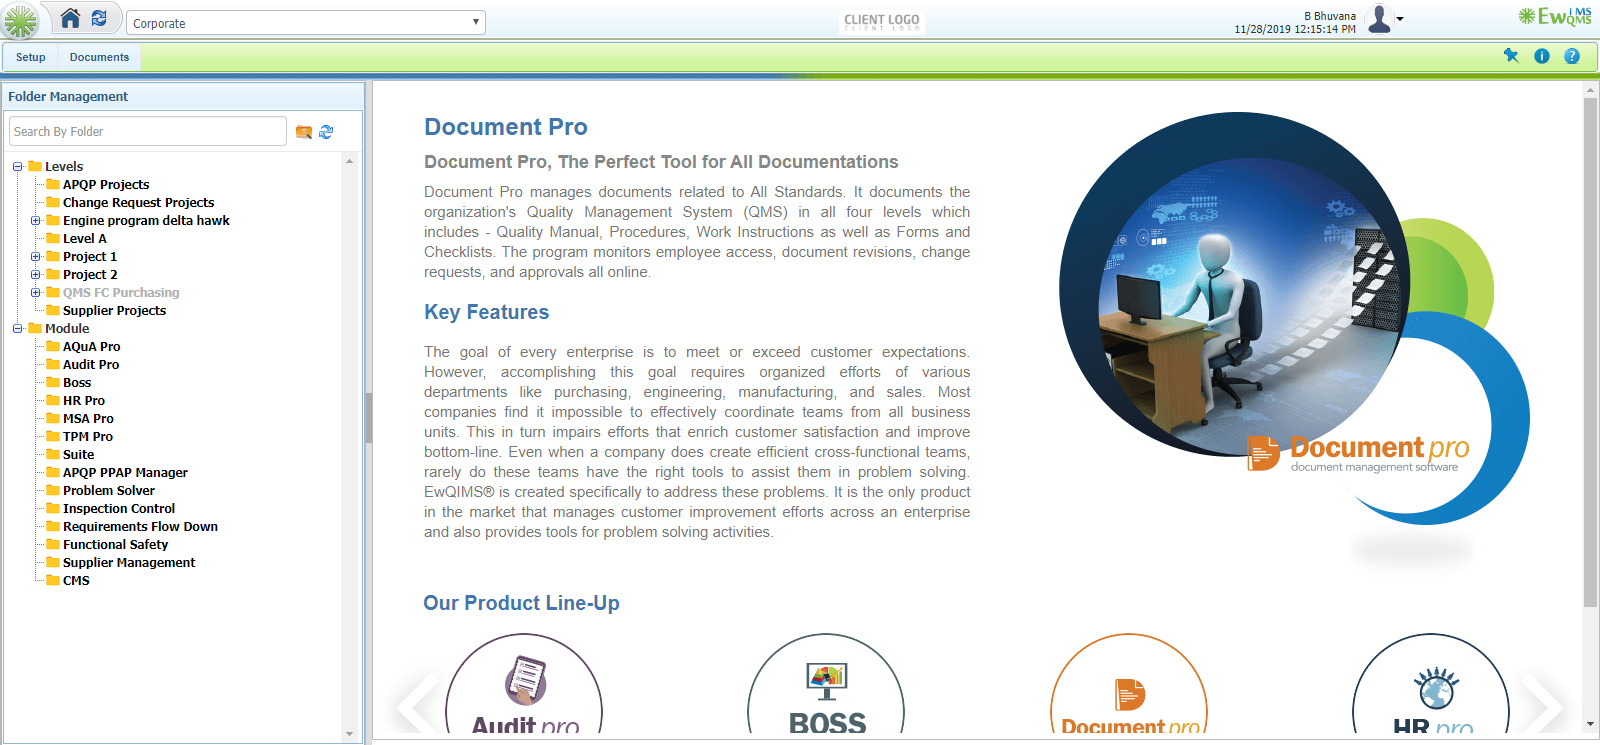 Corporate
CLIENT LOGO
CLIENT LOGO
B Bhuvana
11/28/2019 12:15:14 PM
EwQIMS
QMS
Setup
Documents
Folder Management
Search By Folder
Levels
APQP Projects
Change Request Projects
Engine program delta hawk
Level A
Project 1
Project 2
QMS FC Purchasing
Supplier Projects
Module
AQuA Pro
Audit Pro
Boss
HR Pro
MSA Pro
TPM Pro
Suite
APQP PPAP Manager
Problem Solver
Inspection Control
Requirements Flow Down
Functional Safety
Supplier Management
CMS
Document Pro
Document Pro, The Perfect Tool for All Documentations
Document Pro manages documents related to All Standards. It documents the
organization's Quality Management System (QMS) in all four levels which
includes - Quality Manual, Procedures, Work Instructions as well as Forms and
Checklists. The program monitors employee access, document revisions, change
requests, and approvals all online.
Key Features
The goal of every enterprise is to meet or exceed customer expectations.
However, accomplishing this goal requires organized efforts of various
departments like purchasing, engineering, manufacturing, and sales. Most
companies find it impossible to effectively coordinate teams from all business
units. This in turn impairs efforts that enrich customer satisfaction and improve
bottom-line. Even when a company does create efficient cross-functional teams,
rarely do these teams have the right tools to assist them in problem solving.
EwQIMS® is created specifically to address these problems. It is the only product
in the market that manages customer improvement efforts across an enterprise
and also provides tools for problem solving activities.
Document pro
document management software
Our Product Line-Up
Audit pro
BOSS
Document pro
HR pro